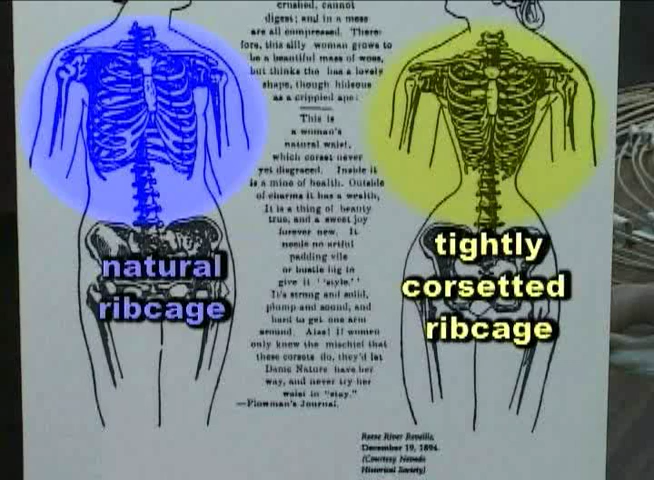 crushed, cannot
digest; and in a mess
are all compressed. There-
fore, this silly woman grows to
be a beautiful mass of woes,
but thinks she has a lovely
shape, though hideous
as a crippled ape.
This is
a woman's
natural waist,
which corset never
yet disgraced. Inside it
is a mine of health. Outside
of charms it has a wealth.
It is a thing of beauty
true, and a sweet joy
forever new. It
needs no artful
padding vile
or bustle big to
give it "style."
It's strong and solid,
plump and sound, and
hard to get one arm
around. Alas! If women
only knew the mischief that
these corsets do, they'd let
Dame Nature have her
way, and never try her
waist to "stay."
—Plowman's Journal.
natural
ribcage
tightly
corsetted
ribcage
Reese River Reveille,
December 19, 1894.
(Courtesy Nevada
Historical Society)